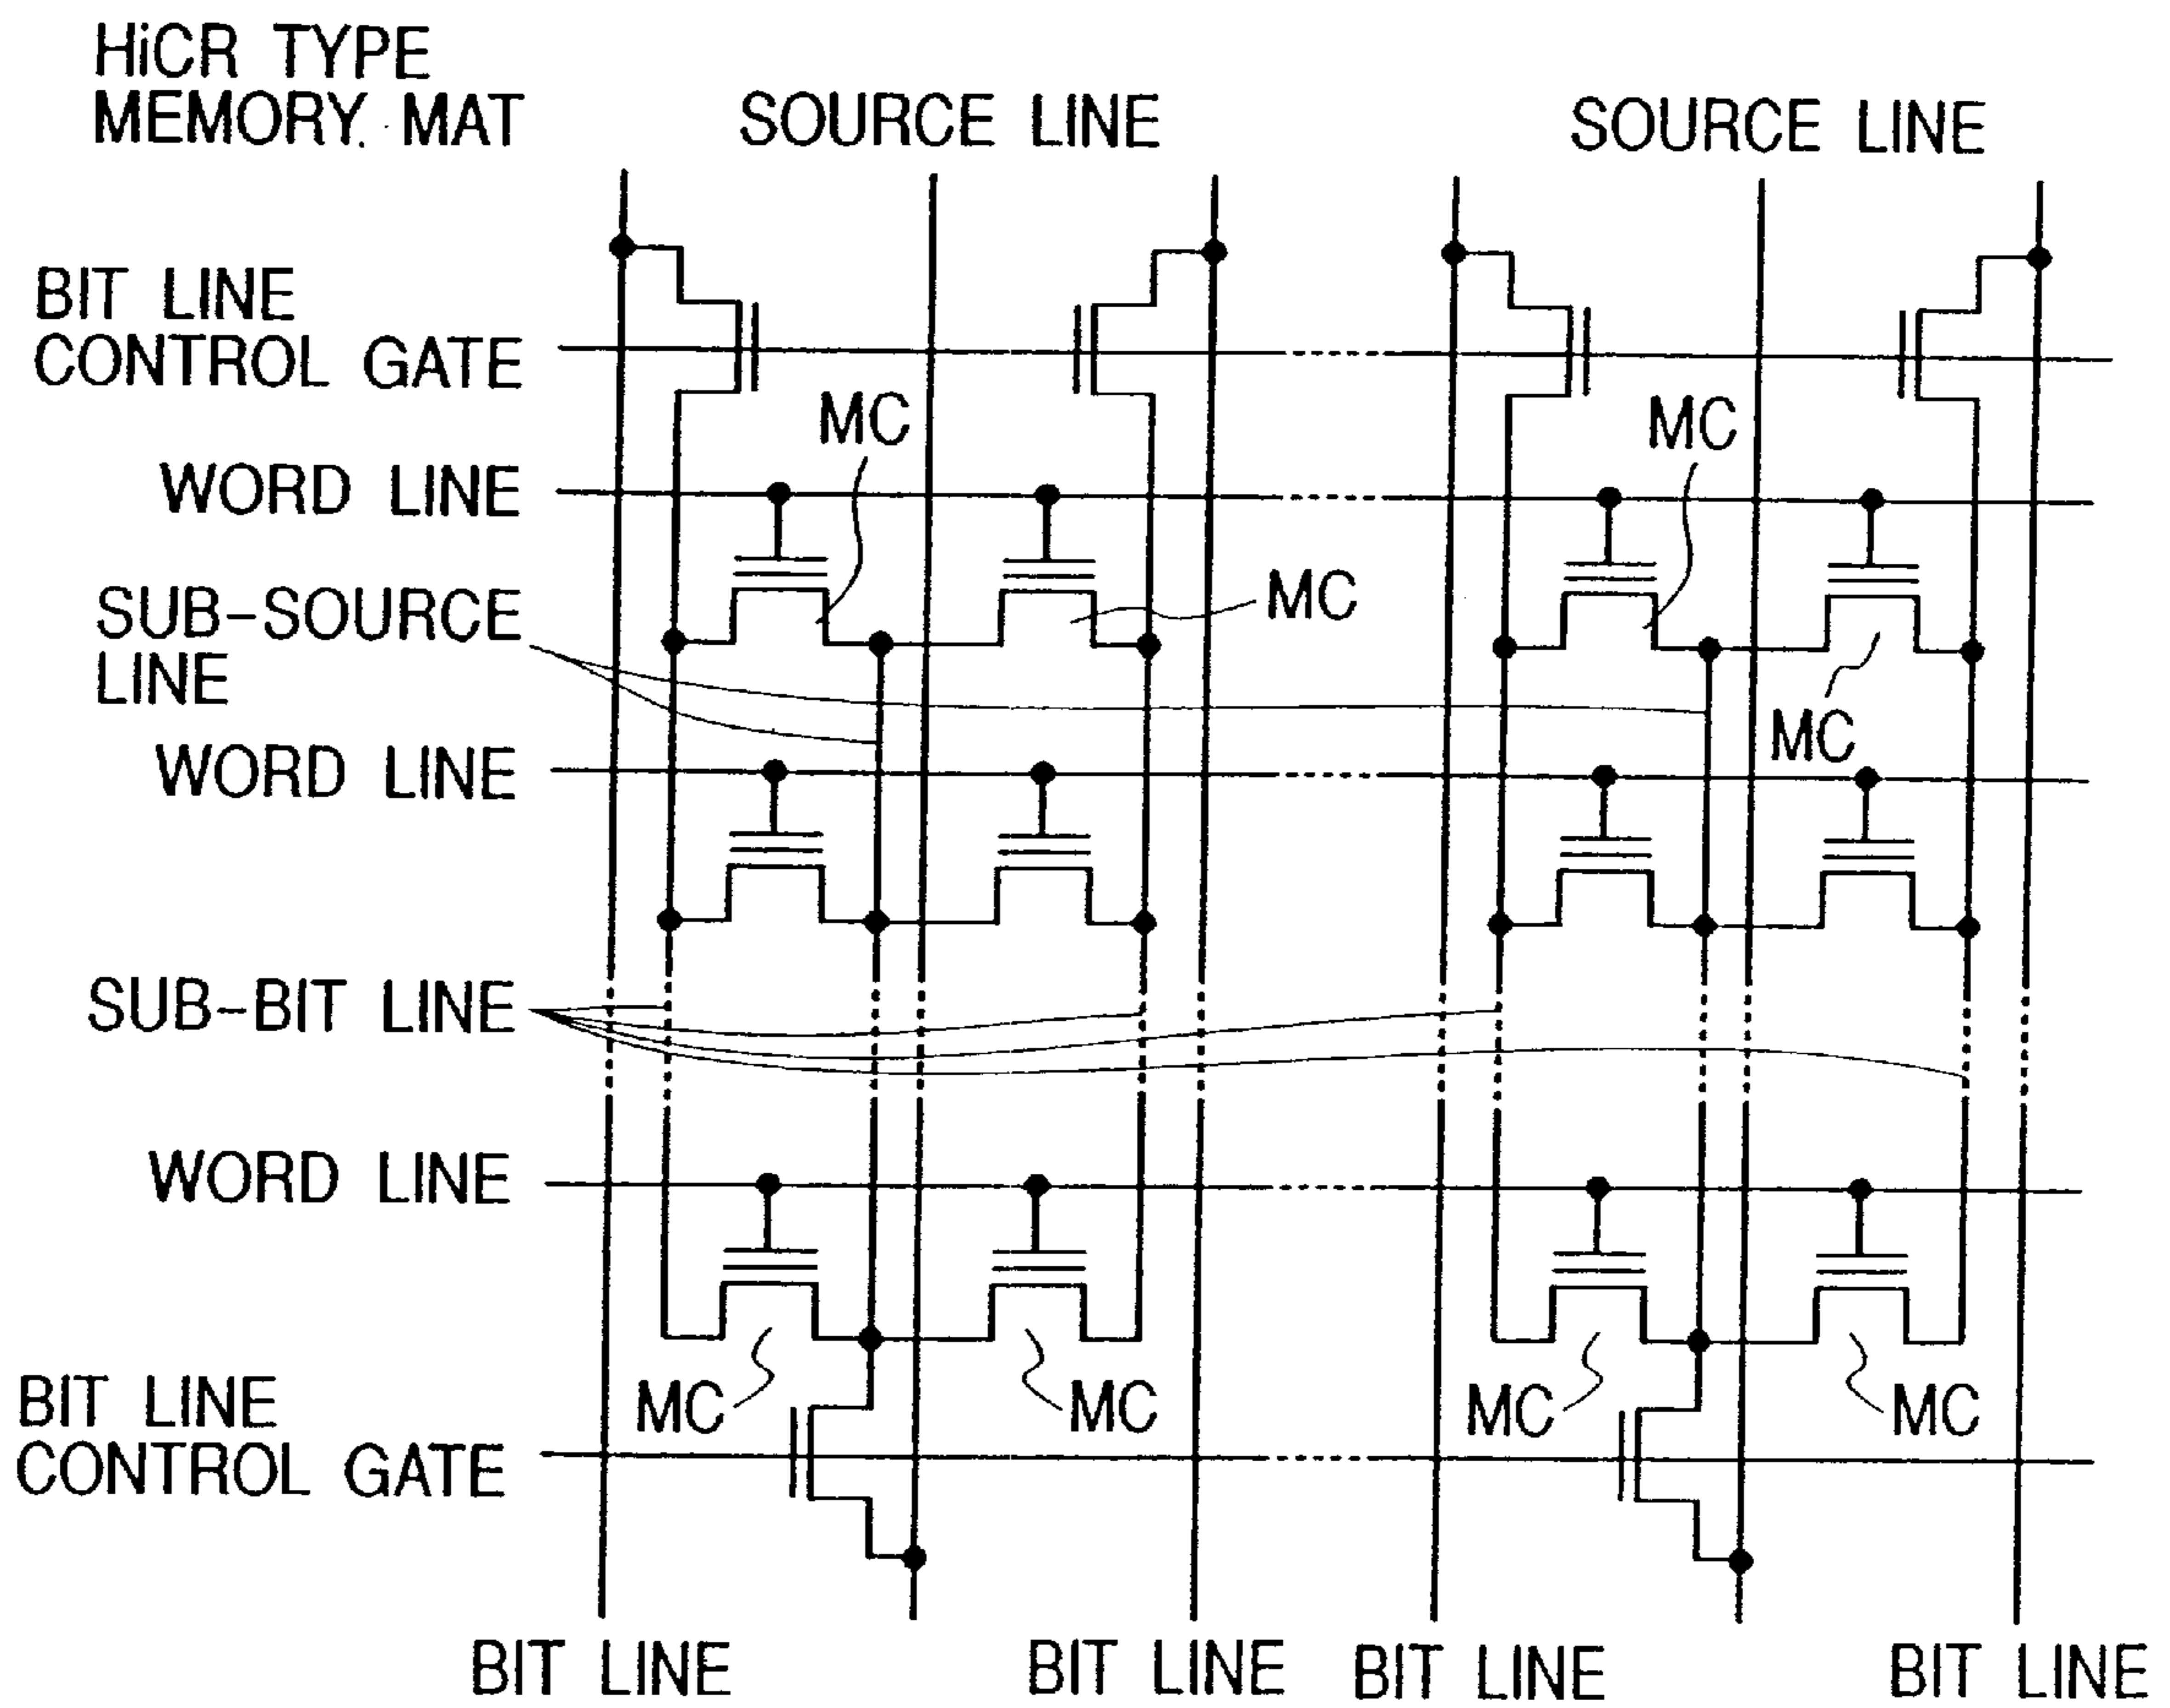 HiCR TYPE
MEMORY MAT
SOURCE LINE
SOURCE LINE
BIT LINE
CONTROL GATE
MC
MC
WORD LINE
SUB-SOURCE
LINE
MC
MC
WORD LINE
SUB-BIT LINE
WORD LINE
MC
MC
MC
MC
BIT LINE
CONTROL GATE
BIT LINE
BIT LINE
BIT LINE
BIT LINE